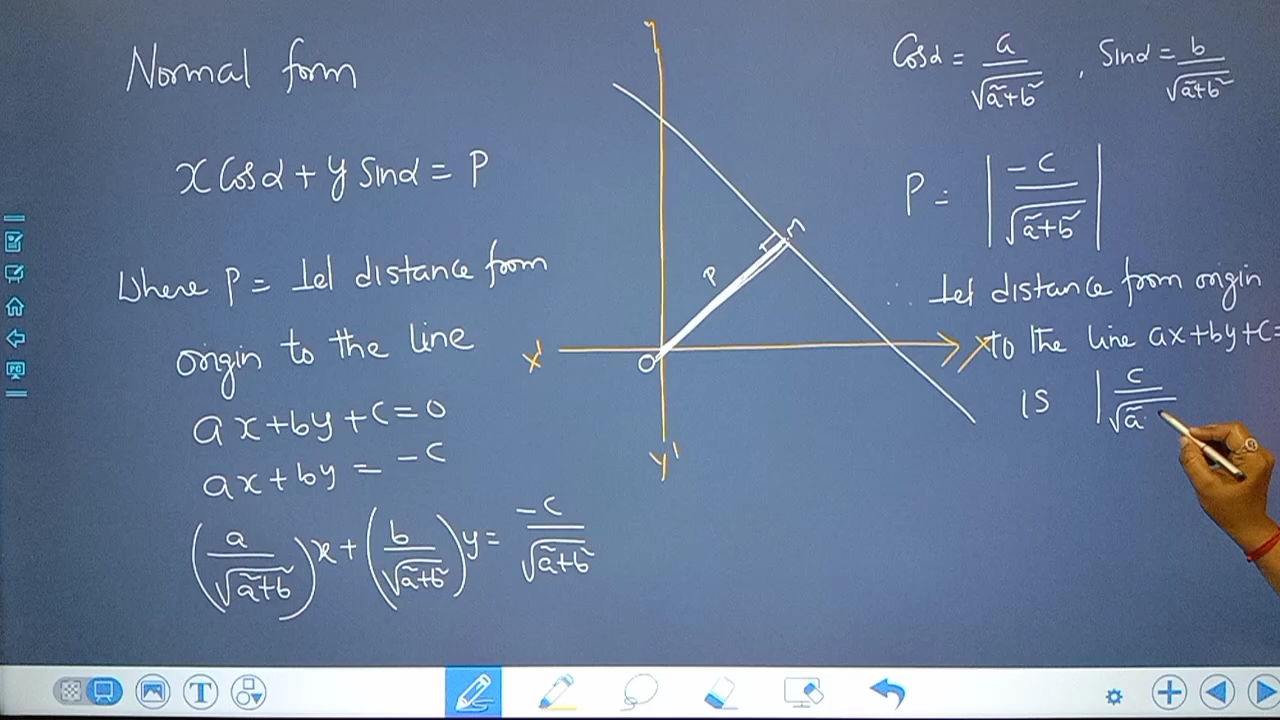 Normal form
x Cosα + y Sinα = P
Where P = ⊥el distance from
origin to the line
ax+by+c=0
ax+by = -c
(a/√(a²+b²))x + (b/√(a²+b²))y = -c/√(a²+b²)
Y
P
O
X'
X
Y'
Cosα = a/√(a²+b²) , Sinα = b/√(a²+b²)
P = |-c/√(a²+b²)|
∴ ⊥el distance from origin
to the line ax+by+c=
is |c/√a²
PC
T